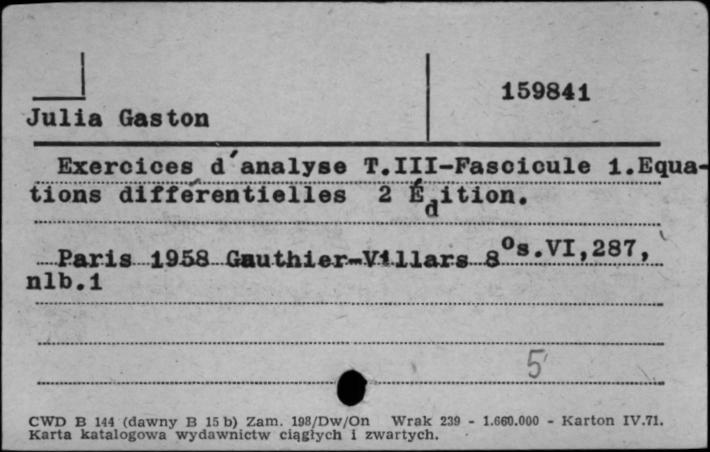 159841
Julia Gaston
Exercices d´analyse T.III-Fascicule 1.Equa-
tions différentielles 2 Édition.
Paris 1958 Gauthier-Villars 8°s.VI,287,
nlb.1
5
CWD B 144 (dawny B 15 b) Zam. 198/Dw/On Wrak 239 - 1.660.000 - Karton IV.71.
Karta katalogowa wydawnictw ciągłych i zwartych.